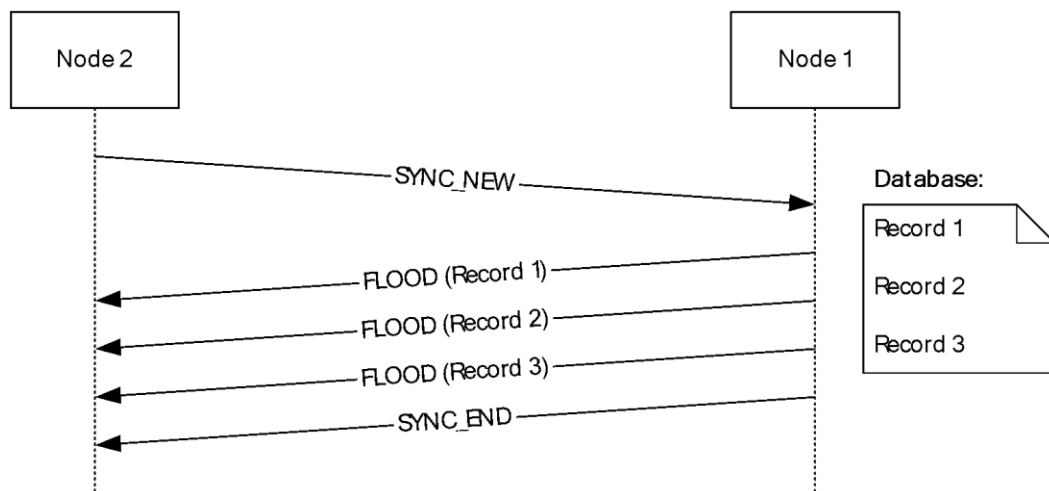 Node 2
Node 1
SYNC_NEW
Database:
Record 1
FLOOD (Record 1)
Record 2
FLOOD (Record 2)
Record 3
FLOOD (Record 3)
SYNC_END